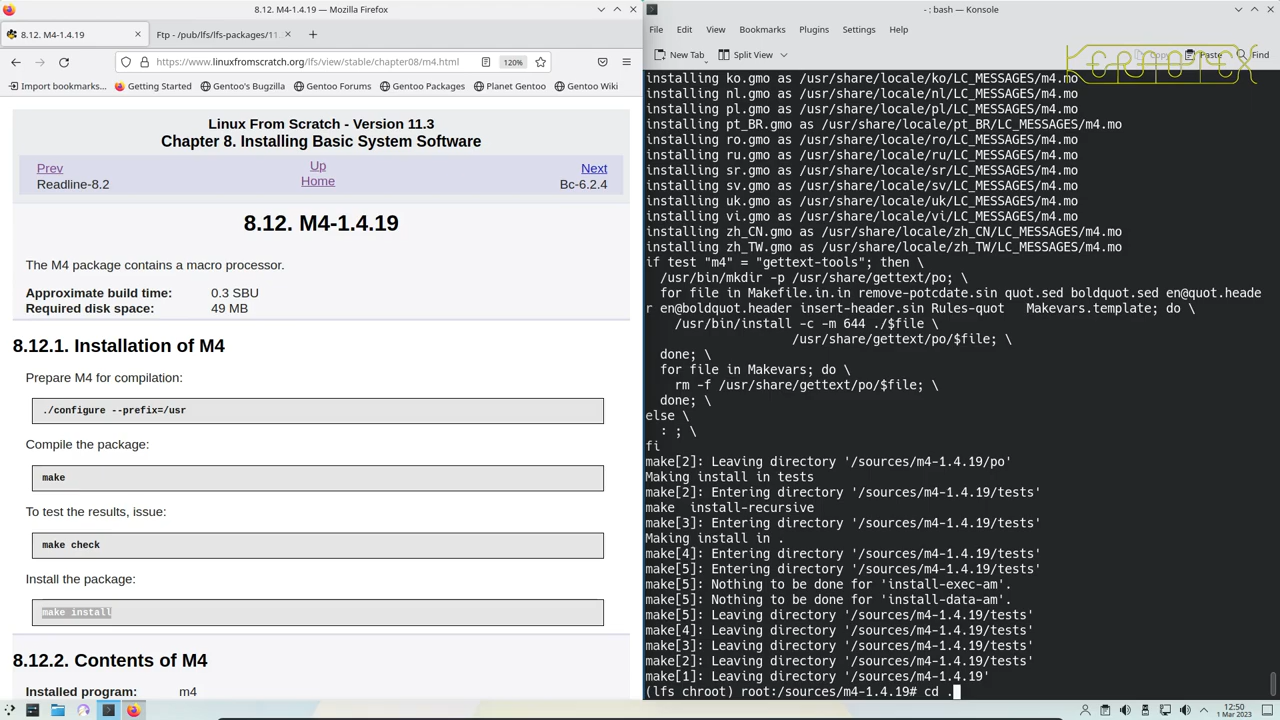 8.12. M4-1.4.19 — Mozilla Firefox
8.12. M4-1.4.19
Ftp - /pub/lfs/lfs-packages/11.
https://www.linuxfromscratch.org/lfs/view/stable/chapter08/m4.html
120%
Import bookmarks...
Getting Started
Gentoo's Bugzilla
Gentoo Forums
Gentoo Packages
Planet Gentoo
Gentoo Wiki
Linux From Scratch - Version 11.3
Chapter 8. Installing Basic System Software
Prev
Up
Next
Readline-8.2
Home
Bc-6.2.4
8.12. M4-1.4.19
The M4 package contains a macro processor.
Approximate build time: 0.3 SBU
Required disk space: 49 MB
8.12.1. Installation of M4
Prepare M4 for compilation:
./configure --prefix=/usr
Compile the package:
make
To test the results, issue:
make check
Install the package:
make install
8.12.2. Contents of M4
Installed program: m4
- : bash — Konsole
File Edit View Bookmarks Plugins Settings Help
New Tab
Split View
Copy
Paste
Find
KERNOTEX
installing ko.gmo as /usr/share/locale/ko/LC_MESSAGES/m4.mo
installing nl.gmo as /usr/share/locale/nl/LC_MESSAGES/m4.mo
installing pl.gmo as /usr/share/locale/pl/LC_MESSAGES/m4.mo
installing pt_BR.gmo as /usr/share/locale/pt_BR/LC_MESSAGES/m4.mo
installing ro.gmo as /usr/share/locale/ro/LC_MESSAGES/m4.mo
installing ru.gmo as /usr/share/locale/ru/LC_MESSAGES/m4.mo
installing sr.gmo as /usr/share/locale/sr/LC_MESSAGES/m4.mo
installing sv.gmo as /usr/share/locale/sv/LC_MESSAGES/m4.mo
installing uk.gmo as /usr/share/locale/uk/LC_MESSAGES/m4.mo
installing vi.gmo as /usr/share/locale/vi/LC_MESSAGES/m4.mo
installing zh_CN.gmo as /usr/share/locale/zh_CN/LC_MESSAGES/m4.mo
installing zh_TW.gmo as /usr/share/locale/zh_TW/LC_MESSAGES/m4.mo
if test "m4" = "gettext-tools"; then \
/usr/bin/mkdir -p /usr/share/gettext/po; \
for file in Makefile.in.in remove-potcdate.sin quot.sed boldquot.sed en@quot.heade
r en@boldquot.header insert-header.sin Rules-quot Makevars.template; do \
/usr/bin/install -c -m 644 ./$file \
/usr/share/gettext/po/$file; \
done; \
for file in Makevars; do \
rm -f /usr/share/gettext/po/$file; \
done; \
else \
: ; \
fi
make[2]: Leaving directory '/sources/m4-1.4.19/po'
Making install in tests
make[2]: Entering directory '/sources/m4-1.4.19/tests'
make install-recursive
make[3]: Entering directory '/sources/m4-1.4.19/tests'
Making install in .
make[4]: Entering directory '/sources/m4-1.4.19/tests'
make[5]: Entering directory '/sources/m4-1.4.19/tests'
make[5]: Nothing to be done for 'install-exec-am'.
make[5]: Nothing to be done for 'install-data-am'.
make[5]: Leaving directory '/sources/m4-1.4.19/tests'
make[4]: Leaving directory '/sources/m4-1.4.19/tests'
make[3]: Leaving directory '/sources/m4-1.4.19/tests'
make[2]: Leaving directory '/sources/m4-1.4.19/tests'
make[1]: Leaving directory '/sources/m4-1.4.19'
(lfs chroot) root:/sources/m4-1.4.19# cd .
12:50
1 Mar 2023